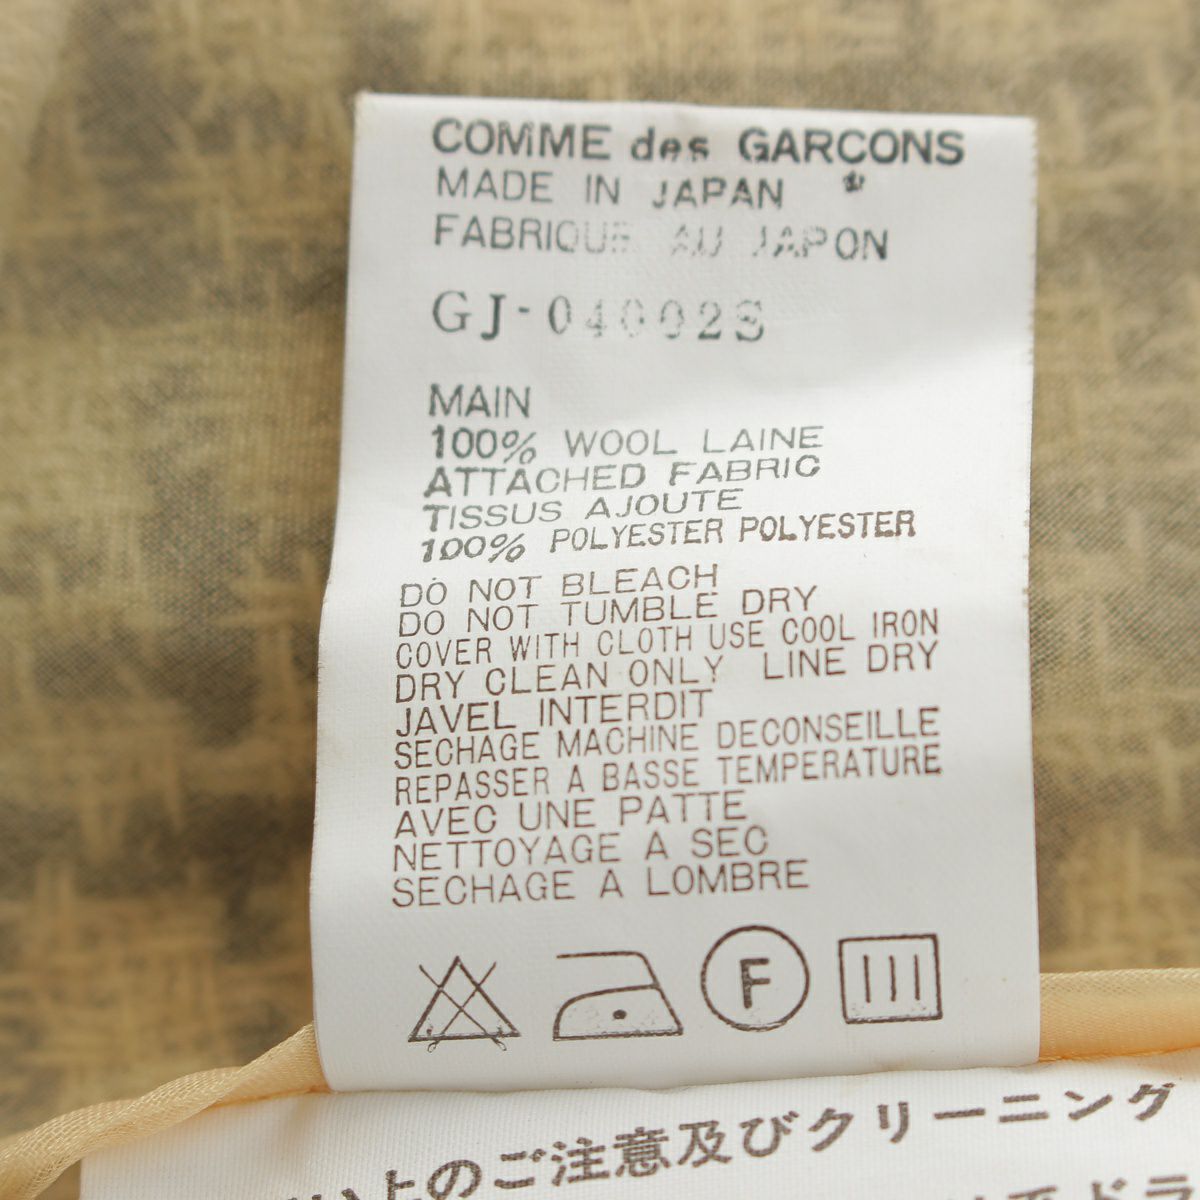 COMME des GARCONS
MADE IN JAPAN
FABRIQUE AU JAPON
GJ-04002S
MAIN
100% WOOL LAINE
ATTACHED FABRIC
TISSUS AJOUTE
100% POLYESTER POLYESTER
DO NOT BLEACH
DO NOT TUMBLE DRY
COVER WITH CLOTH USE COOL IRON
DRY CLEAN ONLY LINE DRY
JAVEL INTERDIT
SECHAGE MACHINE DECONSEILLE
REPASSER A BASSE TEMPERATURE
AVEC UNE PATTE
NETTOYAGE A SEC
SECHAGE A LOMBRE
F
上のご注意及びクリーニング